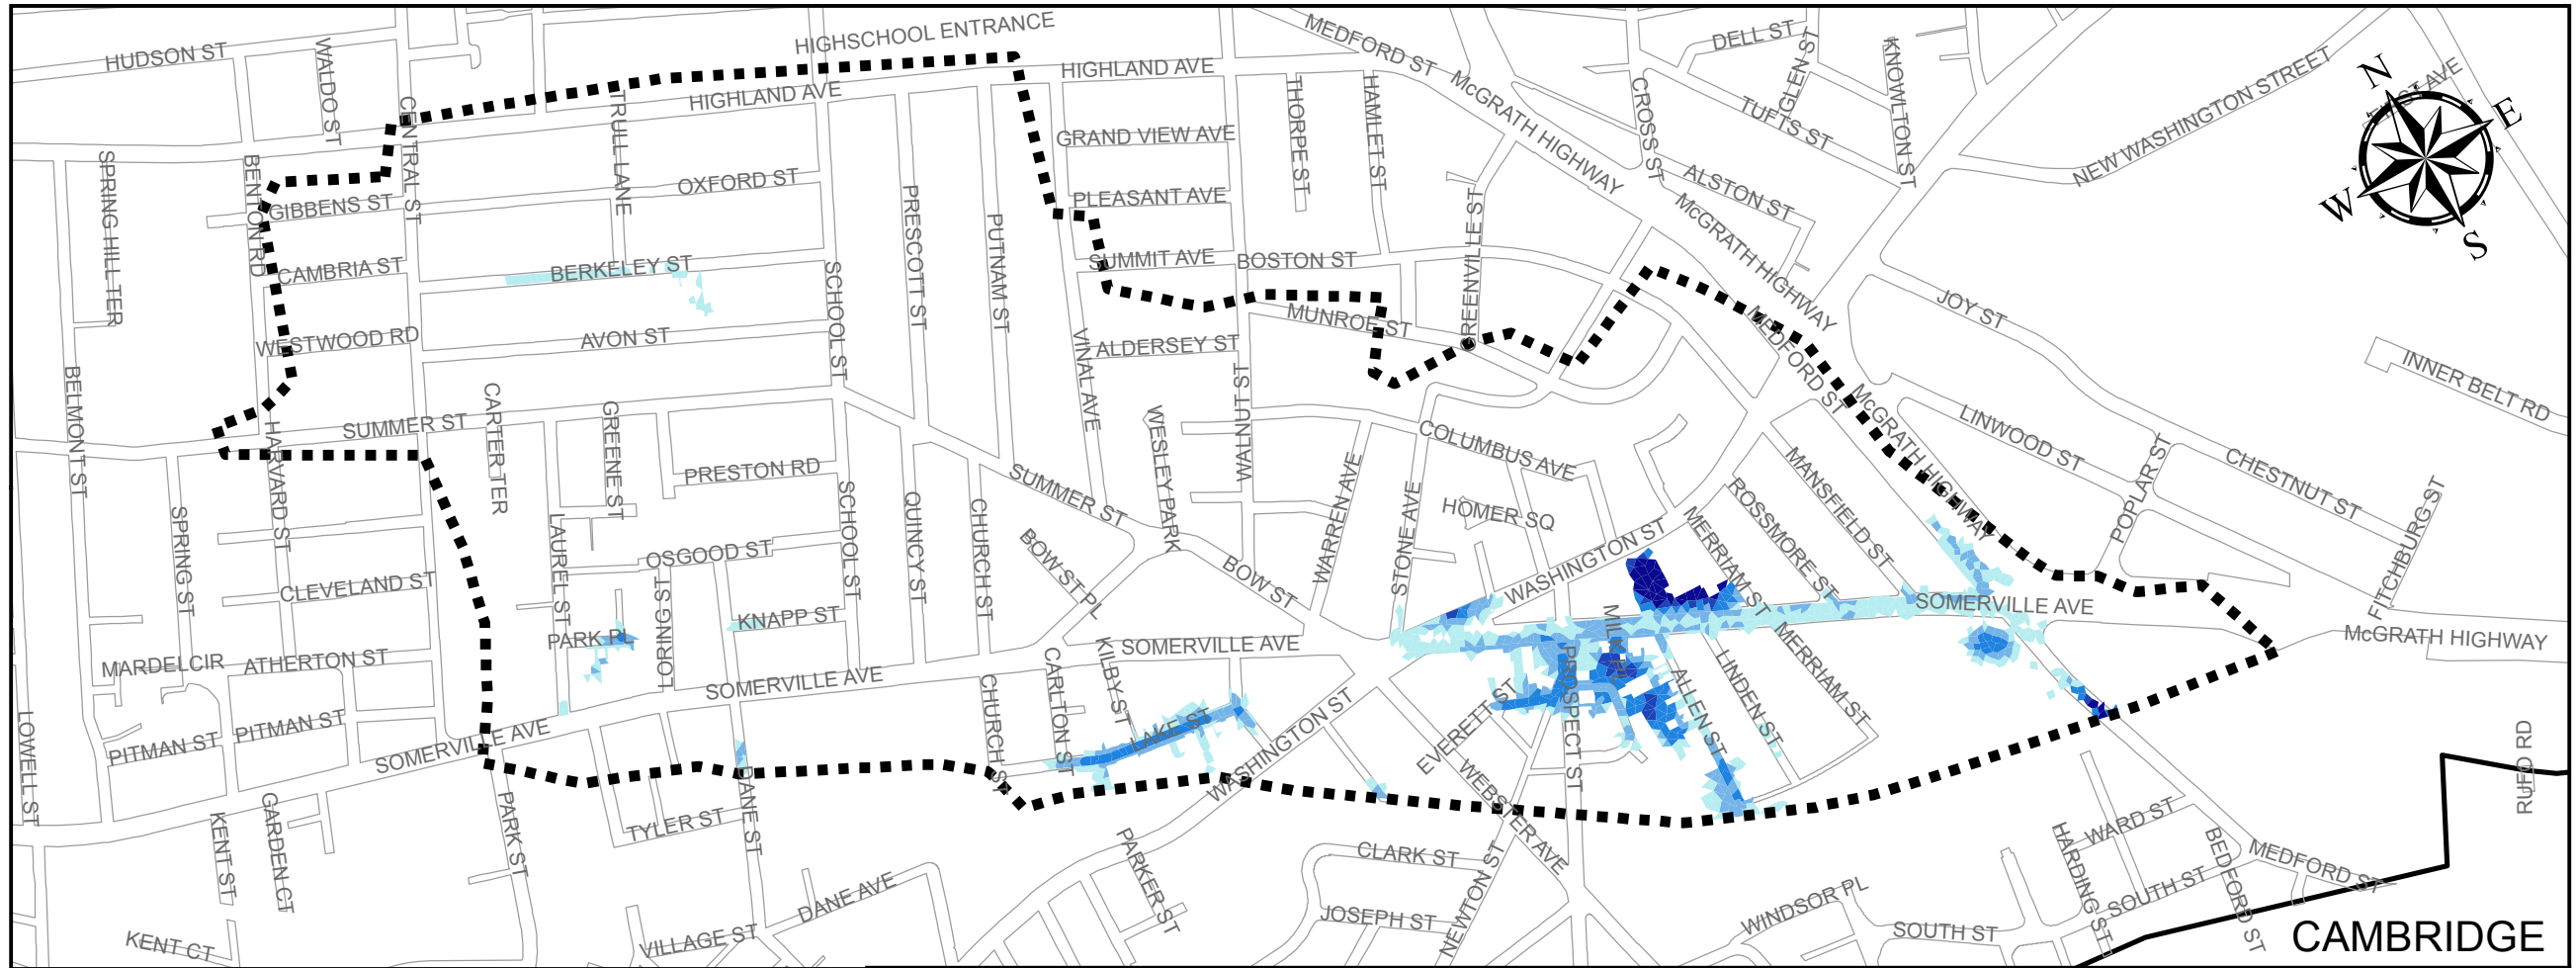 HUDSON ST
WALDO ST
CENTRAL ST
TRULL LANE
HIGHSCHOOL ENTRANCE
HIGHLAND AVE
HIGHLAND AVE
MEDFORD ST
McGRATH HIGHWAY
DELL ST
GLEN ST
TUFTS ST
CROSS ST
KNOWLTON ST
NEW WASHINGTON STREET
N
E
S
W
SPRING HILL TER
BENTON RD
GIBBENS ST
OXFORD ST
PRESCOTT ST
PUTNAM ST
GRAND VIEW AVE
PLEASANT AVE
THORPE ST
HAMLET ST
ALSTON ST
McGRATH HIGHWAY
CAMBRIA ST
BERKELEY ST
SCHOOL ST
SUMMIT AVE
BOSTON ST
GREENVILLE ST
MUNROE ST
MEDFORD ST
JOY ST
WESTWOOD RD
AVON ST
VINAL AVE
ALDERSEY ST
WALNUT ST
McGRATH HIGHWAY
INNER BELT RD
BELMONT ST
HARVARD ST
SUMMER ST
CARTER TER
GREENE ST
PRESTON RD
SUMMER ST
WESLEY PARK
WARREN AVE
COLUMBUS AVE
STONE AVE
HOMER SQ
MANSFIELD ST
ROSSMORE ST
MERRIAM ST
LINWOOD ST
POPLAR ST
CHESTNUT ST
FITCHBURG ST
SPRING ST
CLEVELAND ST
LAUREL ST
OSGOOD ST
LORING ST
SCHOOL ST
QUINCY ST
CHURCH ST
BOW ST PL
BOW ST
WASHINGTON ST
SOMERVILLE AVE
McGRATH HIGHWAY
MARDELCIR
ATHERTON ST
PARK PL
KNAPP ST
SOMERVILLE AVE
SOMERVILLE AVE
CHURCH ST
CARLTON ST
KILBY ST
LAKE ST
WASHINGTON ST
EVERETT ST
PROSPECT ST
ALLEN ST
LINDEN ST
MERRIAM ST
LOWELL ST
PITMAN ST
PITMAN ST
SOMERVILLE AVE
PARK ST
DANE ST
TYLER ST
WEBSTER AVE
KENT ST
GARDEN CT
PARKER ST
CLARK ST
NEWTON ST
WARD ST
HARDING ST
BEDFORD ST
MEDFORD ST
RUFO RD
KENT CT
VILLAGE ST
DANE AVE
JOSEPH ST
WINDSOR PL
SOUTH ST
SOUTH ST
CAMBRIDGE